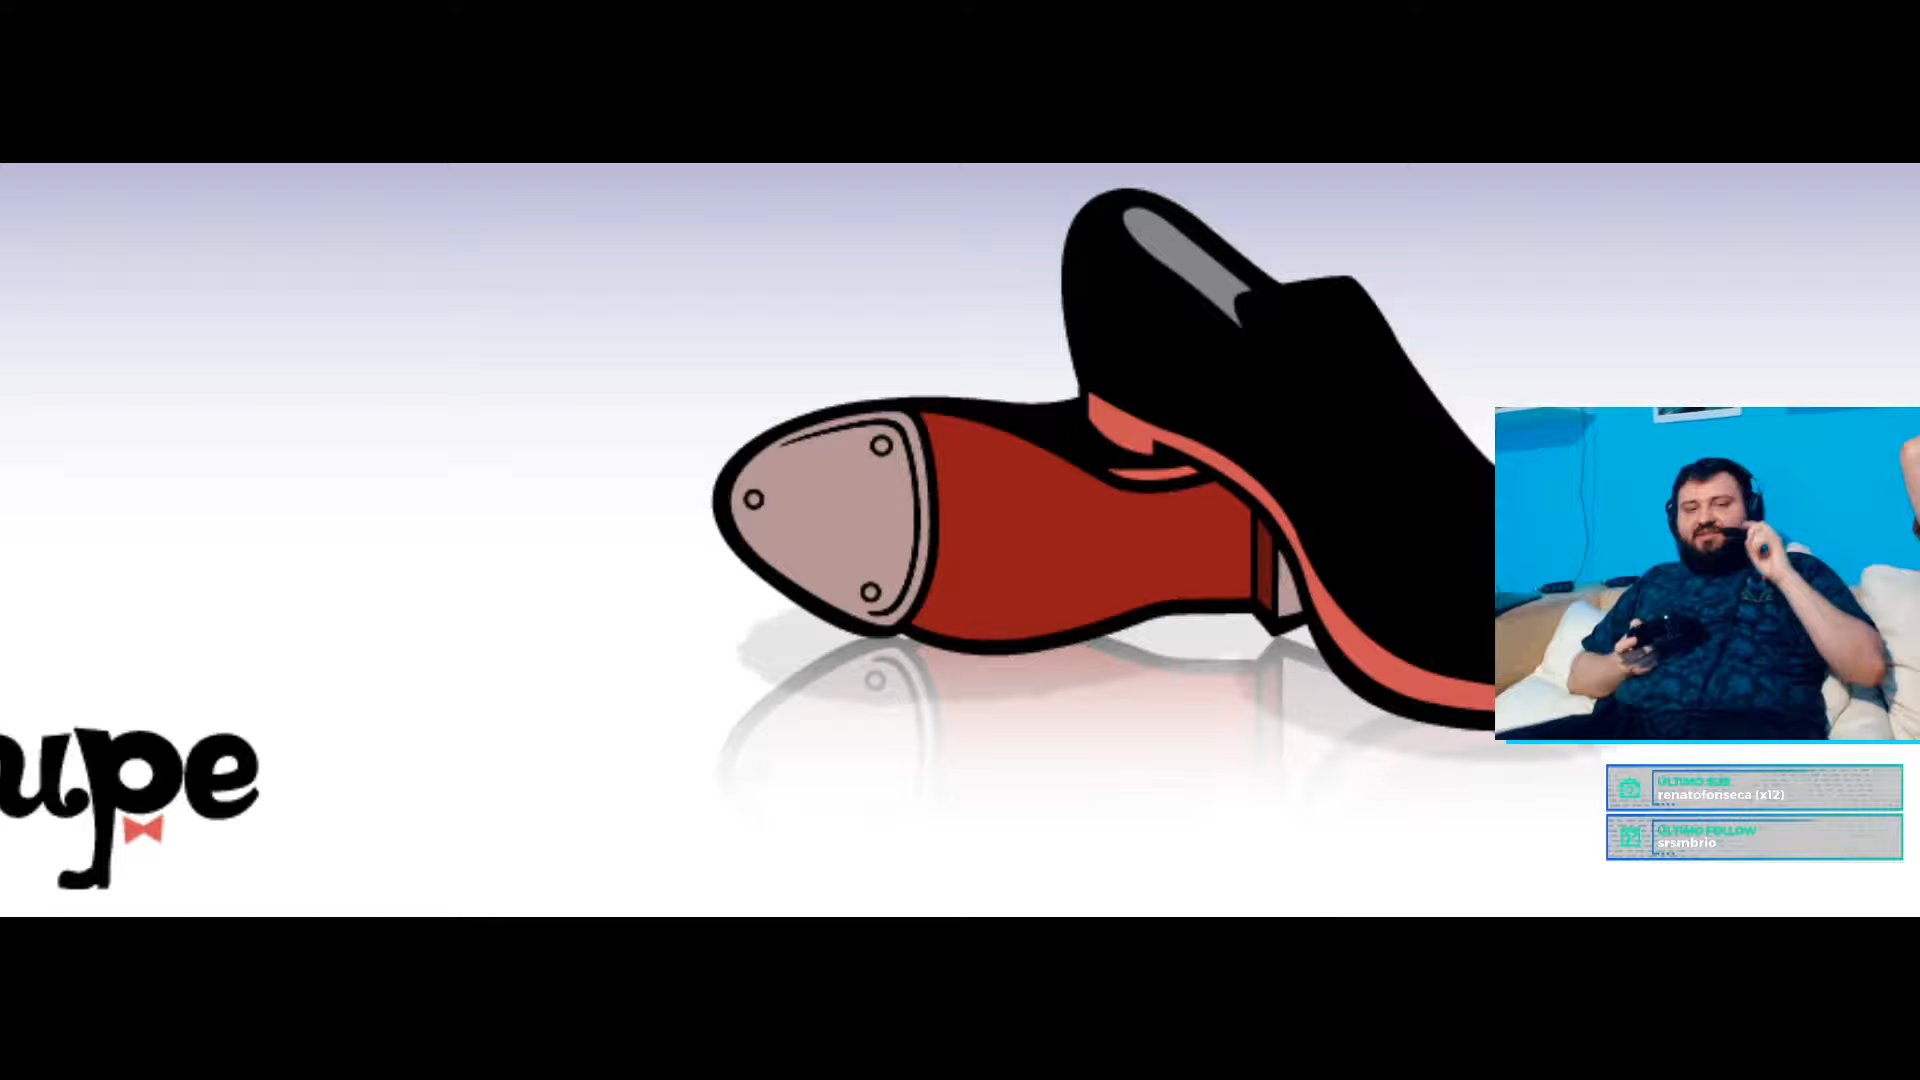 upe
ÚLTIMO SUB
renatofonseca (x12)
ÚLTIMO FOLLOW
srsmbrio